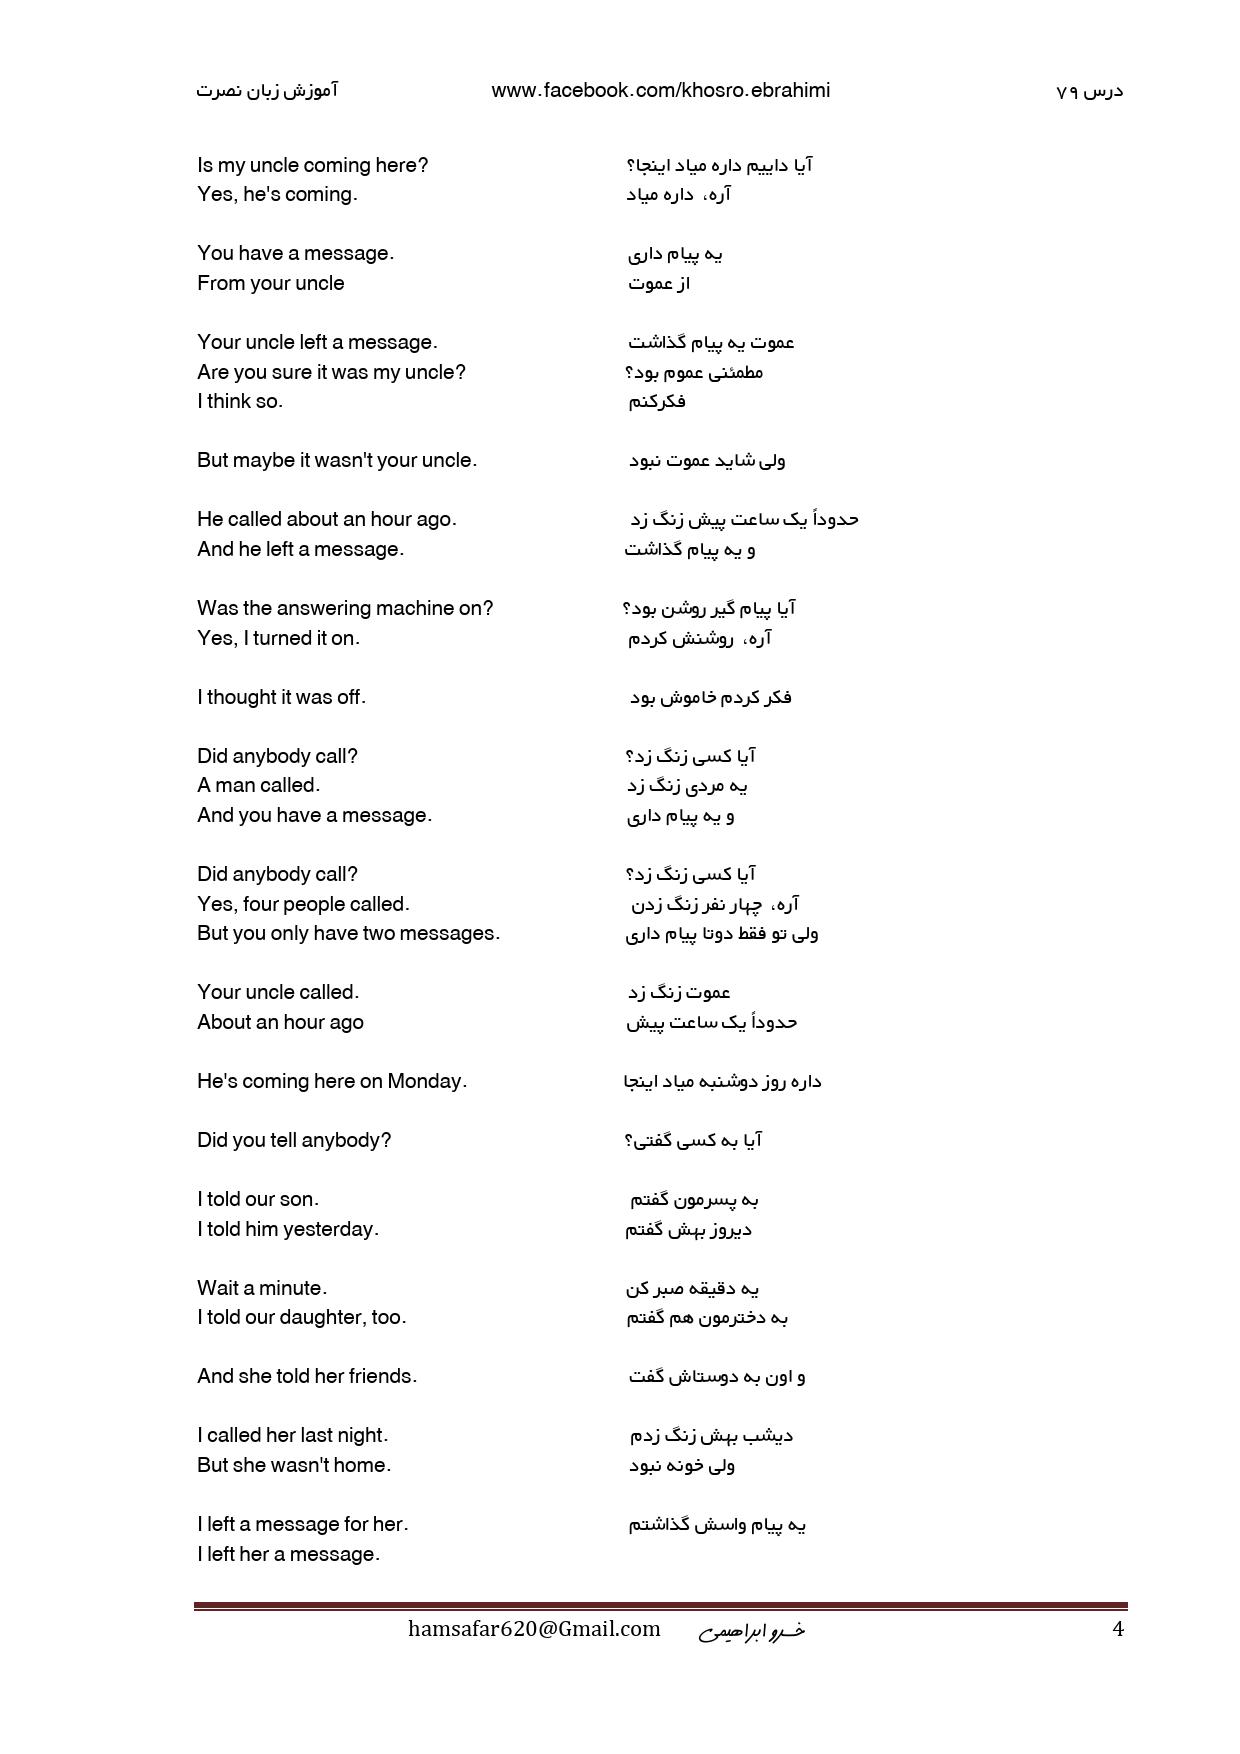 آموزش زبان نصرت www.facebook.com/khosro.ebrahimi درس ۷۹
Is my uncle coming here? آیا داییم داره میاد اینجا؟
Yes, he's coming. آره، داره میاد
You have a message. یه پیام داری
From your uncle از عموت
Your uncle left a message. عموت یه پیام گذاشت
Are you sure it was my uncle? مطمئنی عموم بود؟
I think so. فکرکنم
But maybe it wasn't your uncle. ولی شاید عموت نبود
He called about an hour ago. حدوداً یک ساعت پیش زنگ زد
And he left a message. و یه پیام گذاشت
Was the answering machine on? آیا پیام گیر روشن بود؟
Yes, I turned it on. آره، روشنش کردم
I thought it was off. فکر کردم خاموش بود
Did anybody call? آیا کسی زنگ زد؟
A man called. یه مردی زنگ زد
And you have a message. و یه پیام داری
Did anybody call? آیا کسی زنگ زد؟
Yes, four people called. آره، چهار نفر زنگ زدن
But you only have two messages. ولی تو فقط دوتا پیام داری
Your uncle called. عموت زنگ زد
About an hour ago حدوداً یک ساعت پیش
He's coming here on Monday. داره روز دوشنبه میاد اینجا
Did you tell anybody? آیا به کسی گفتی؟
I told our son. به پسرمون گفتم
I told him yesterday. دیروز بهش گفتم
Wait a minute. یه دقیقه صبر کن
I told our daughter, too. به دخترمون هم گفتم
And she told her friends. و اون به دوستاش گفت
I called her last night. دیشب بهش زنگ زدم
But she wasn't home. ولی خونه نبود
I left a message for her. یه پیام واسش گذاشتم
I left her a message.
hamsafar620@Gmail.com خسرو ابراهیمی 4